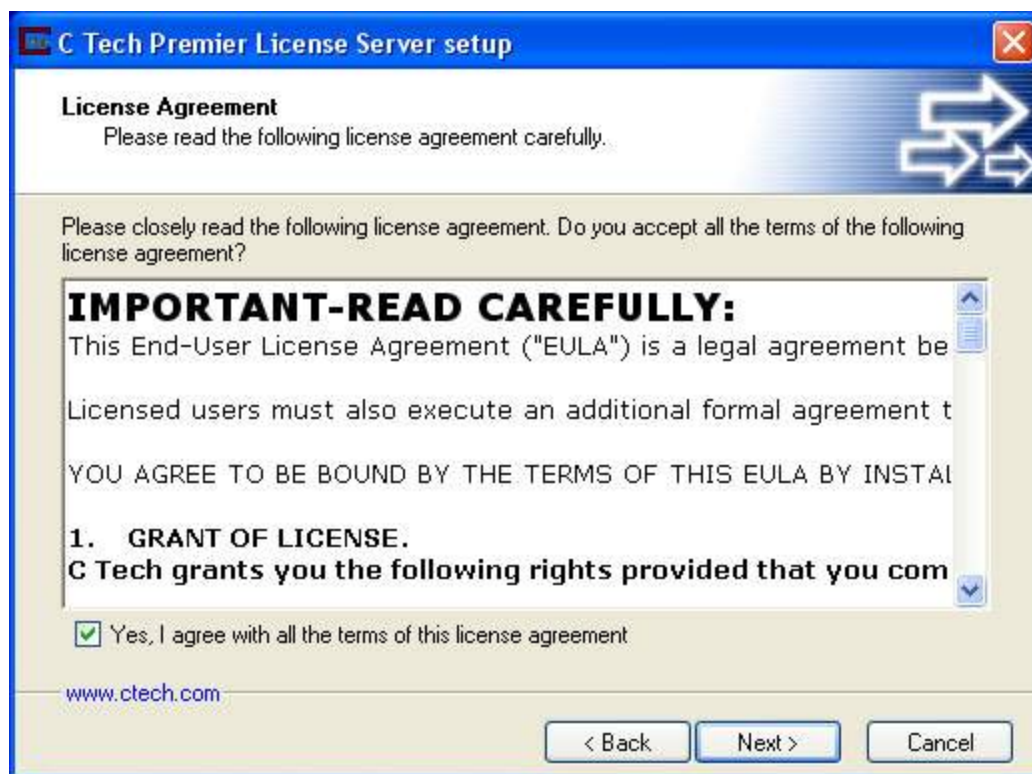 C Tech Premier License Server setup
License Agreement
Please read the following license agreement carefully.
Please closely read the following license agreement. Do you accept all the terms of the following
license agreement?
IMPORTANT-READ CAREFULLY:
This End-User License Agreement ("EULA") is a legal agreement be
Licensed users must also execute an additional formal agreement t
YOU AGREE TO BE BOUND BY THE TERMS OF THIS EULA BY INSTAL
1. GRANT OF LICENSE.
C Tech grants you the following rights provided that you com
Yes, I agree with all the terms of this license agreement
www.ctech.com
< Back Next > Cancel